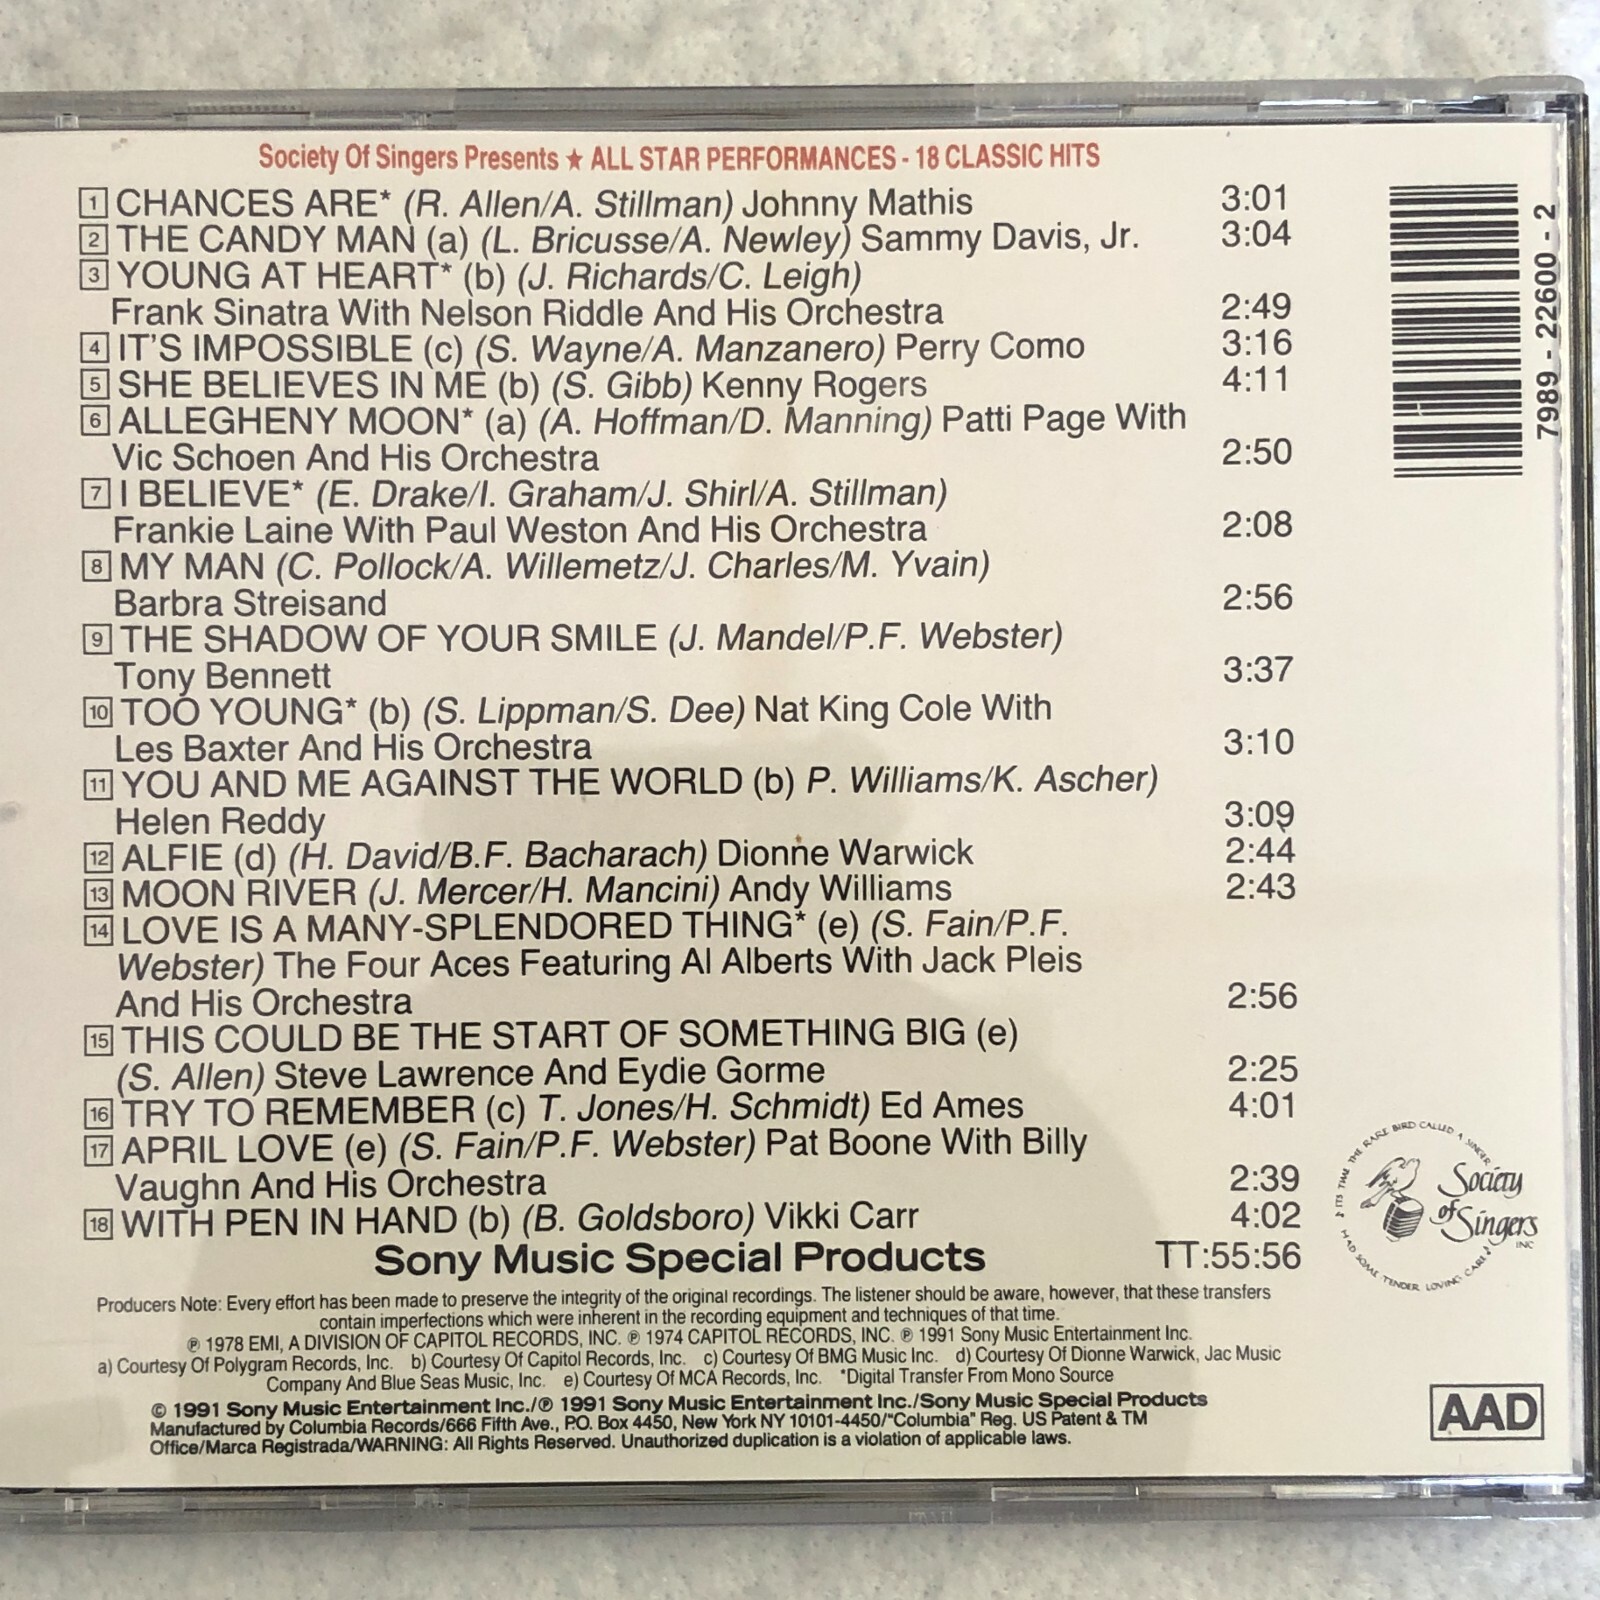 Society Of Singers Presents ★ ALL STAR PERFORMANCES - 18 CLASSIC HITS
1 CHANCES ARE* (R. Allen/A. Stillman) Johnny Mathis 3:01
2 THE CANDY MAN (a) (L. Bricusse/A. Newley) Sammy Davis, Jr. 3:04
3 YOUNG AT HEART* (b) (J. Richards/C. Leigh)
Frank Sinatra With Nelson Riddle And His Orchestra 2:49
4 IT'S IMPOSSIBLE (c) (S. Wayne/A. Manzanero) Perry Como 3:16
5 SHE BELIEVES IN ME (b) (S. Gibb) Kenny Rogers 4:11
6 ALLEGHENY MOON* (a) (A. Hoffman/D. Manning) Patti Page With
Vic Schoen And His Orchestra 2:50
7 I BELIEVE* (E. Drake/I. Graham/J. Shirl/A. Stillman)
Frankie Laine With Paul Weston And His Orchestra 2:08
8 MY MAN (C. Pollock/A. Willemetz/J. Charles/M. Yvain)
Barbra Streisand 2:56
9 THE SHADOW OF YOUR SMILE (J. Mandel/P.F. Webster)
Tony Bennett 3:37
10 TOO YOUNG* (b) (S. Lippman/S. Dee) Nat King Cole With
Les Baxter And His Orchestra 3:10
11 YOU AND ME AGAINST THE WORLD (b) P. Williams/K. Ascher)
Helen Reddy 3:09
12 ALFIE (d) (H. David/B.F. Bacharach) Dionne Warwick 2:44
13 MOON RIVER (J. Mercer/H. Mancini) Andy Williams 2:43
14 LOVE IS A MANY-SPLENDORED THING* (e) (S. Fain/P.F.
Webster) The Four Aces Featuring Al Alberts With Jack Pleis
And His Orchestra 2:56
15 THIS COULD BE THE START OF SOMETHING BIG (e)
(S. Allen) Steve Lawrence And Eydie Gorme 2:25
16 TRY TO REMEMBER (c) T. Jones/H. Schmidt) Ed Ames 4:01
17 APRIL LOVE (e) (S. Fain/P.F. Webster) Pat Boone With Billy
Vaughn And His Orchestra 2:39
18 WITH PEN IN HAND (b) (B. Goldsboro) Vikki Carr 4:02
Sony Music Special Products TT:55:56
Producers Note: Every effort has been made to preserve the integrity of the original recordings. The listener should be aware, however, that these transfers
contain imperfections which were inherent in the recording equipment and techniques of that time.
℗ 1978 EMI, A DIVISION OF CAPITOL RECORDS, INC. ℗ 1974 CAPITOL RECORDS, INC. ℗ 1991 Sony Music Entertainment Inc.
a) Courtesy Of Polygram Records, Inc. b) Courtesy Of Capitol Records, Inc. c) Courtesy Of BMG Music Inc. d) Courtesy Of Dionne Warwick, Jac Music
Company And Blue Seas Music, Inc. e) Courtesy Of MCA Records, Inc. *Digital Transfer From Mono Source
© 1991 Sony Music Entertainment Inc./℗ 1991 Sony Music Entertainment Inc./Sony Music Special Products
Manufactured by Columbia Records/666 Fifth Ave., P.O. Box 4450, New York NY 10101-4450/"Columbia" Reg. US Patent & TM
Office/Marca Registrada/WARNING: All Rights Reserved. Unauthorized duplication is a violation of applicable laws.
7989 - 22600 - 2
♪ ITS TIME THE RARE BIRD CALLED A SINGER
HAD SOME TENDER LOVING CARE ♪
Society
of
Singers
INC
AAD